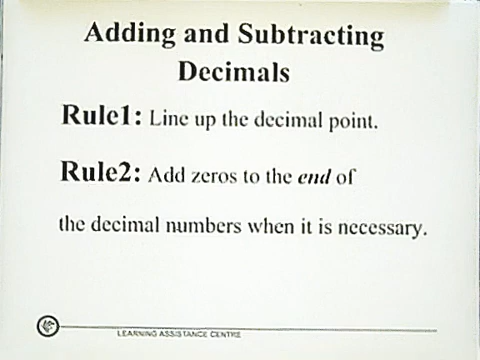 Adding and Subtracting
Decimals
Rule1: Line up the decimal point.
Rule2: Add zeros to the end of
the decimal numbers when it is necessary.
LEARNING ASSISTANCE CENTRE